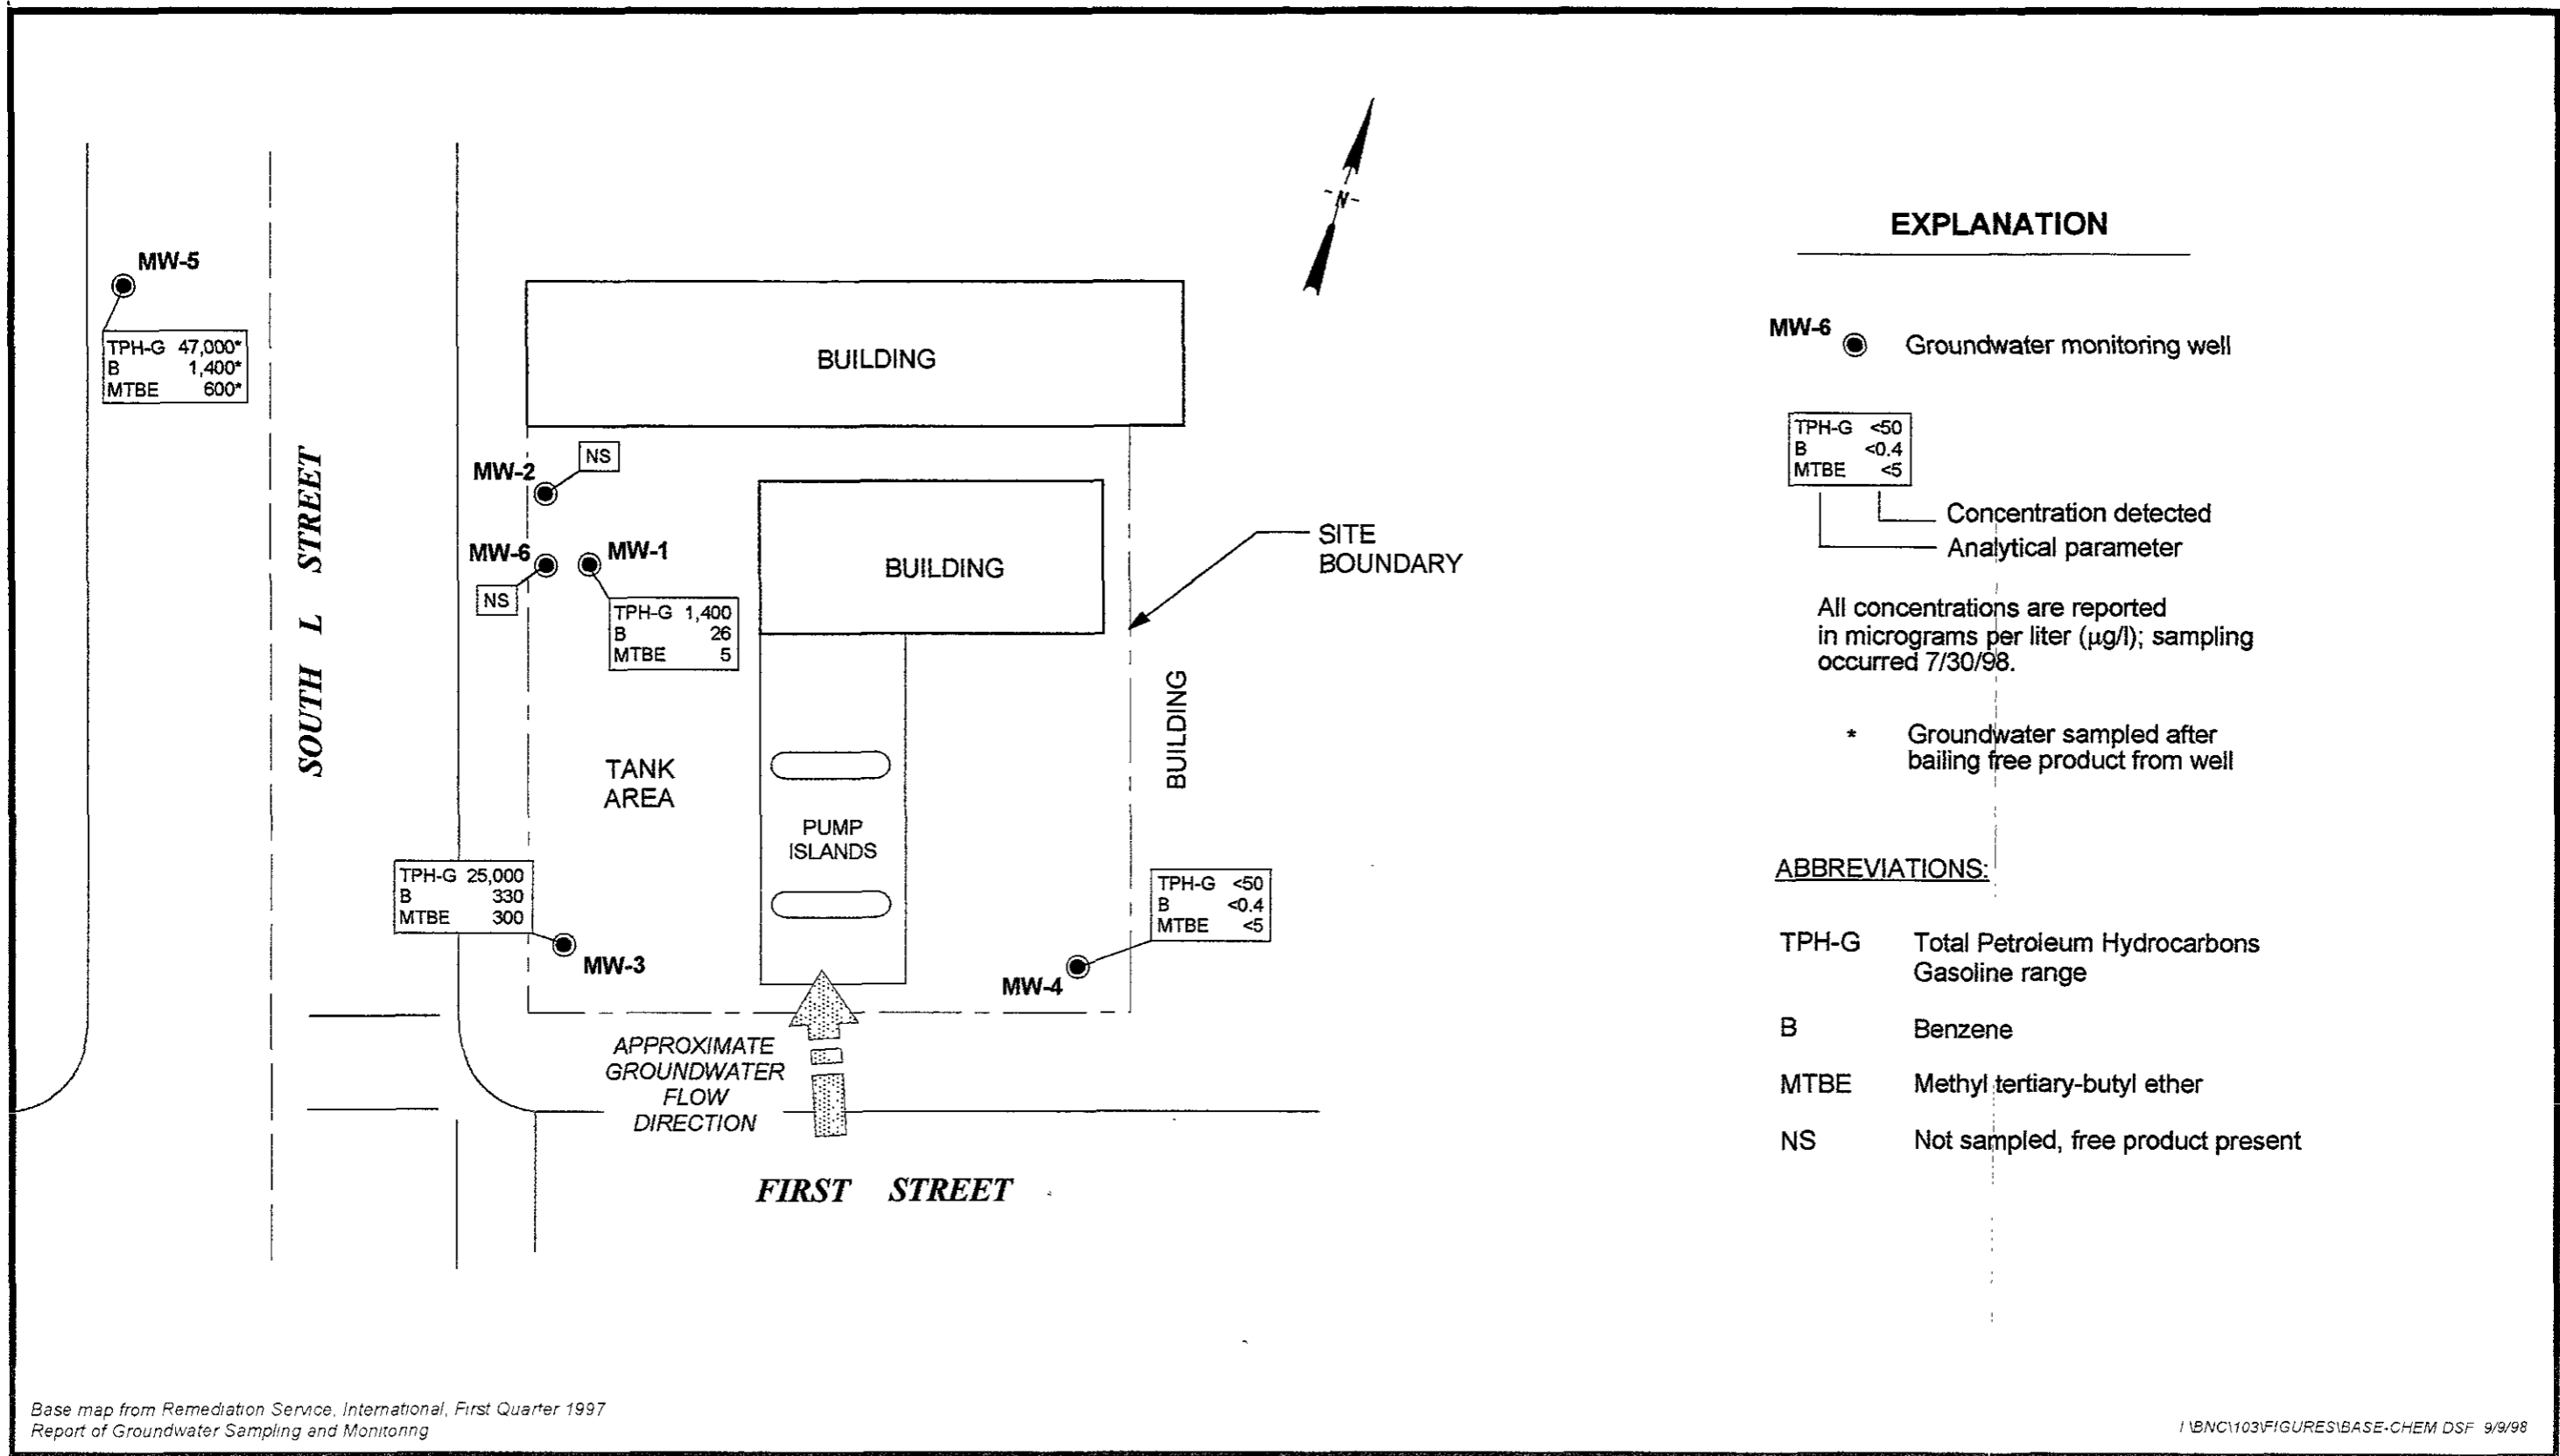 MW-5
TPH-G 47,000*
B 1,400*
MTBE 600*
SOUTH L STREET
N
BUILDING
MW-2
NS
MW-6
NS
MW-1
TPH-G 1,400
B 26
MTBE 5
BUILDING
SITE
BOUNDARY
BUILDING
TANK
AREA
PUMP
ISLANDS
TPH-G 25,000
B 330
MTBE 300
MW-3
TPH-G <50
B <0.4
MTBE <5
MW-4
APPROXIMATE
GROUNDWATER
FLOW
DIRECTION
FIRST STREET
EXPLANATION
MW-6
Groundwater monitoring well
TPH-G <50
B <0.4
MTBE <5
Concentration detected
Analytical parameter
All concentrations are reported
in micrograms per liter (µg/l); sampling
occurred 7/30/98.
* Groundwater sampled after
bailing free product from well
ABBREVIATIONS:
TPH-G Total Petroleum Hydrocarbons
Gasoline range
B Benzene
MTBE Methyl tertiary-butyl ether
NS Not sampled, free product present
Base map from Remediation Service, International, First Quarter 1997
Report of Groundwater Sampling and Monitoring
I \BNC\103\FIGURES\BASE-CHEM DSF 9/9/98